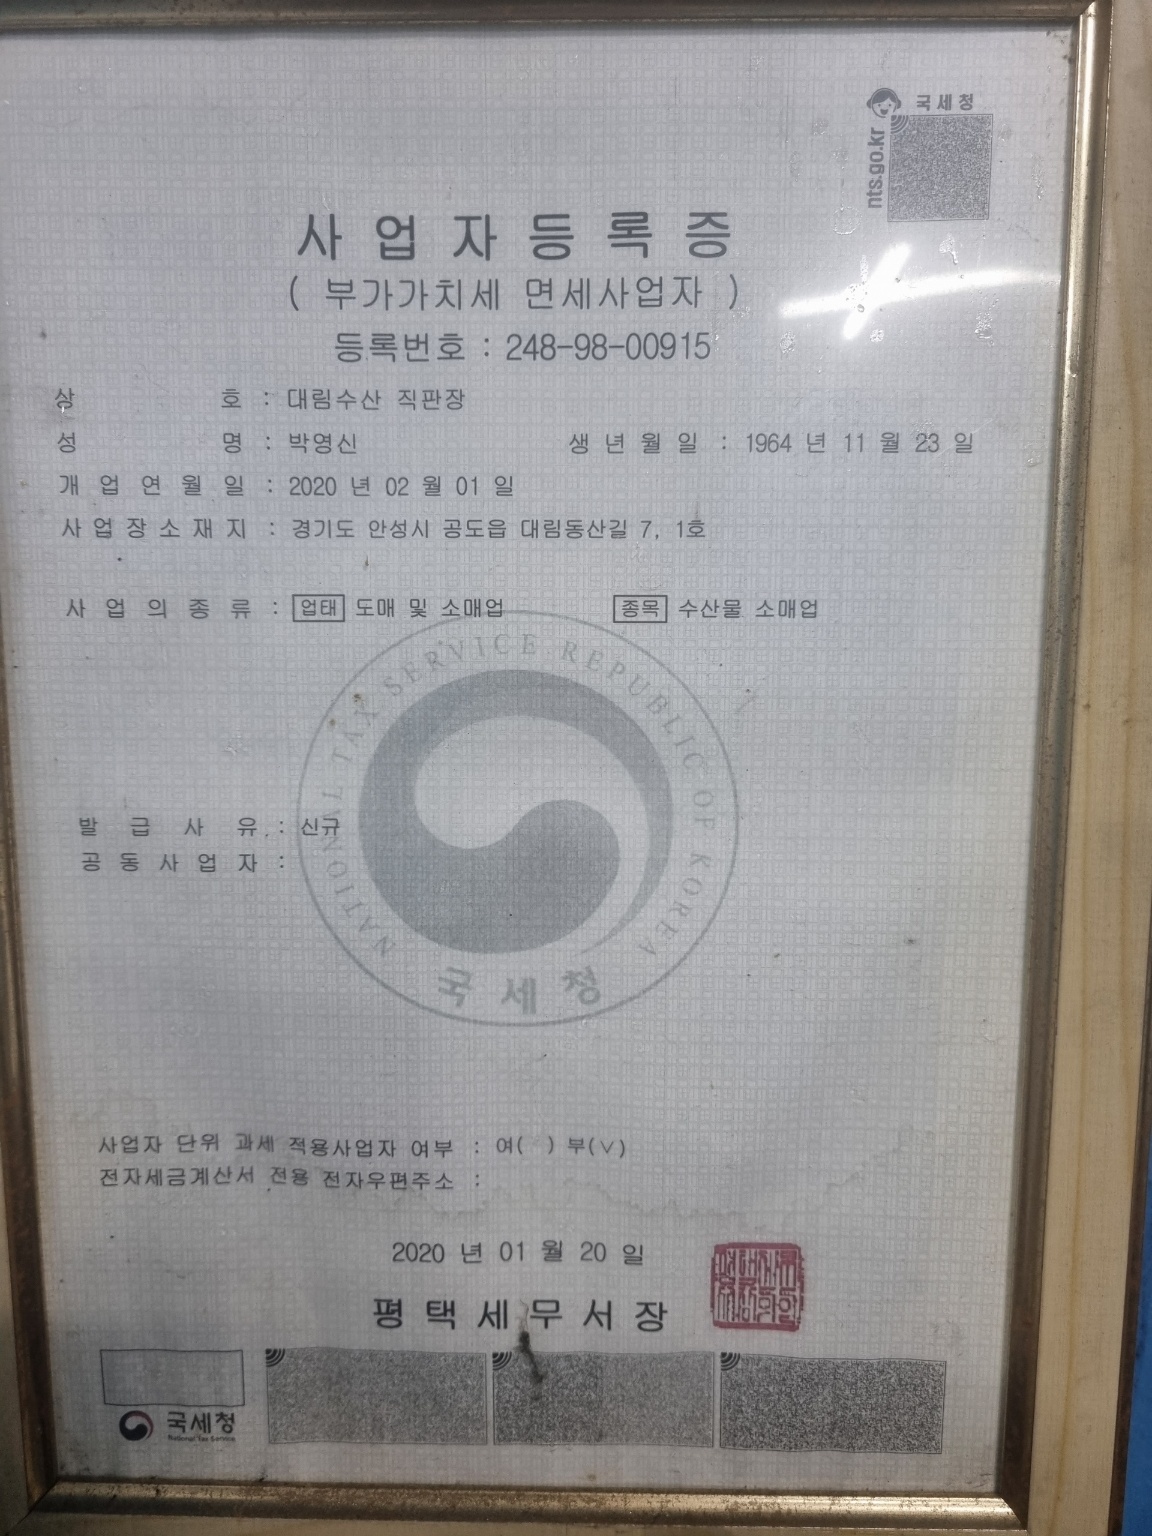 국세청
nts.go.kr
사업자등록증
( 부가가치세 면세사업자 )
등록번호 : 248-98-00915
상 호 : 대림수산 직판장
성 명 : 박영신 생 년 월 일 : 1964 년 11 월 23 일
개 업 연 월 일 : 2020 년 02 월 01 일
사 업 장 소 재 지 : 경기도 안성시 공도읍 대림동산길 7, 1호
사 업 의 종 류 : 업태 도매 및 소매업 종목 수산물 소매업
NATIONAL TAX SERVICE REPUBLIC OF KOREA
발 급 사 유 : 신규
공 동 사 업 자 :
국세청
사업자 단위 과세 적용사업자 여부 : 여( ) 부(∨)
전자세금계산서 전용 전자우편주소 :
2020 년 01 월 20 일
평택세무서장
국세청
National Tax Service